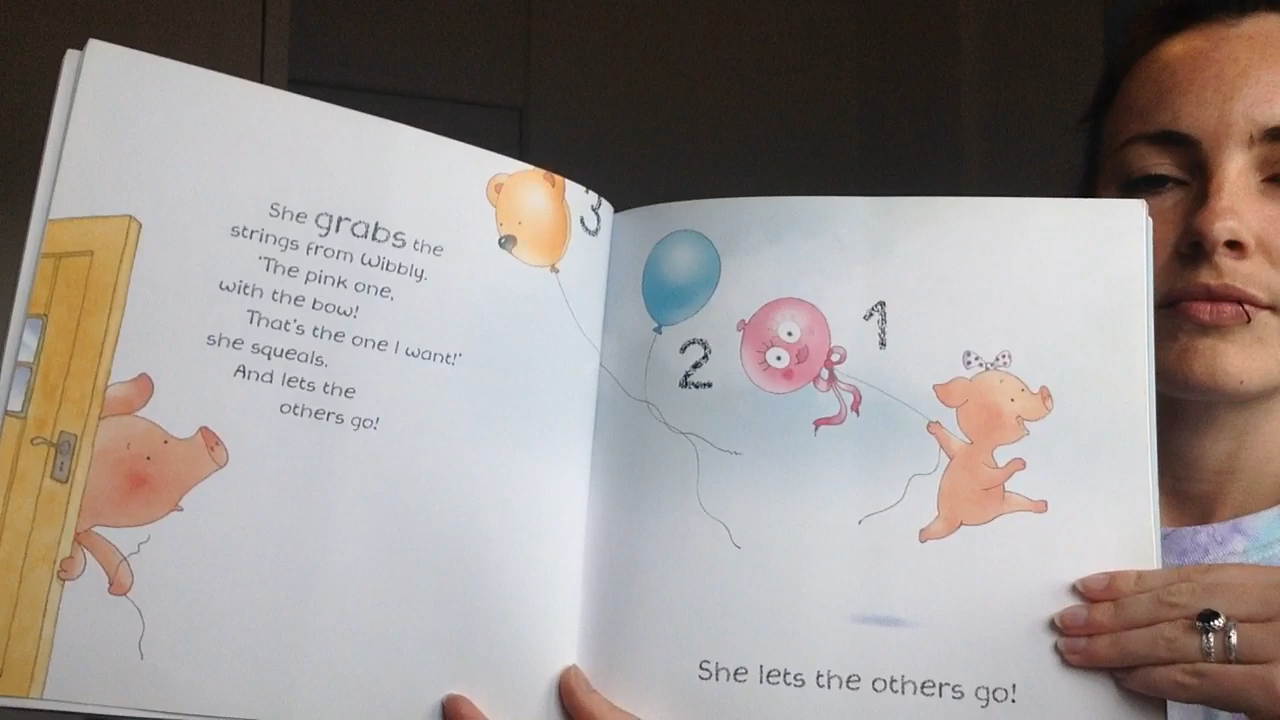 She grabs the
strings from Wibbly.
'The pink one,
with the bow!
That's the one I want!'
she squeals.
And lets the
others go!
3
2
1
She lets the others go!